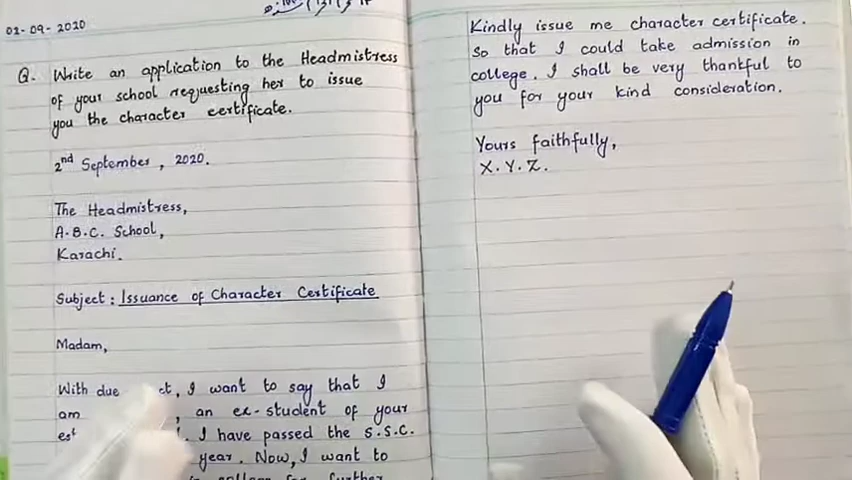 02-09-2020
Q. Write an application to the Headmistress
of your school requesting her to issue
you the character certificate.
2nd September, 2020.
The Headmistress,
A.B.C. School,
Karachi.
Subject: Issuance of Character Certificate
Madam,
With due , I want to say that I
am , an ex-student of your
. I have passed the S.S.C.
year. Now, I want to
in college for further
Kindly issue me character certificate.
So that I could take admission in
college. I shall be very thankful to
you for your kind consideration.
Yours faithfully,
X.Y.Z.